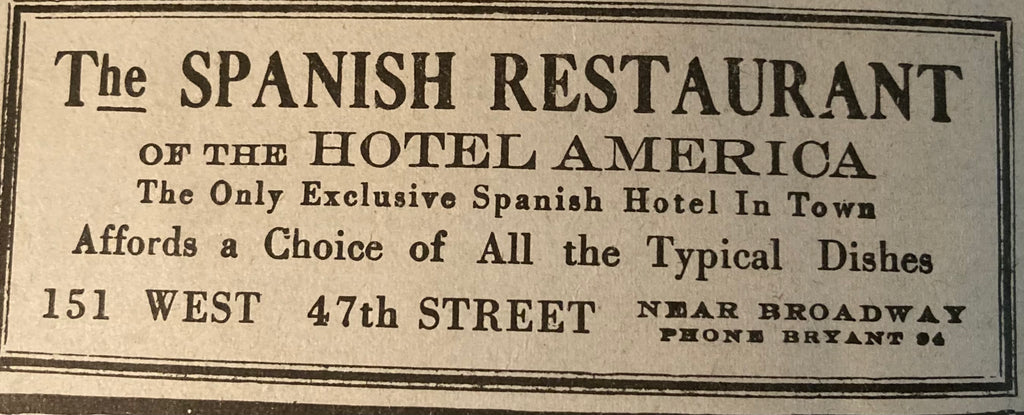 The SPANISH RESTAURANT
OF THE HOTEL AMERICA
The Only Exclusive Spanish Hotel In Town
Affords a Choice of All the Typical Dishes
151 WEST 47th STREET NEAR BROADWAY
PHONE BRYANT 94